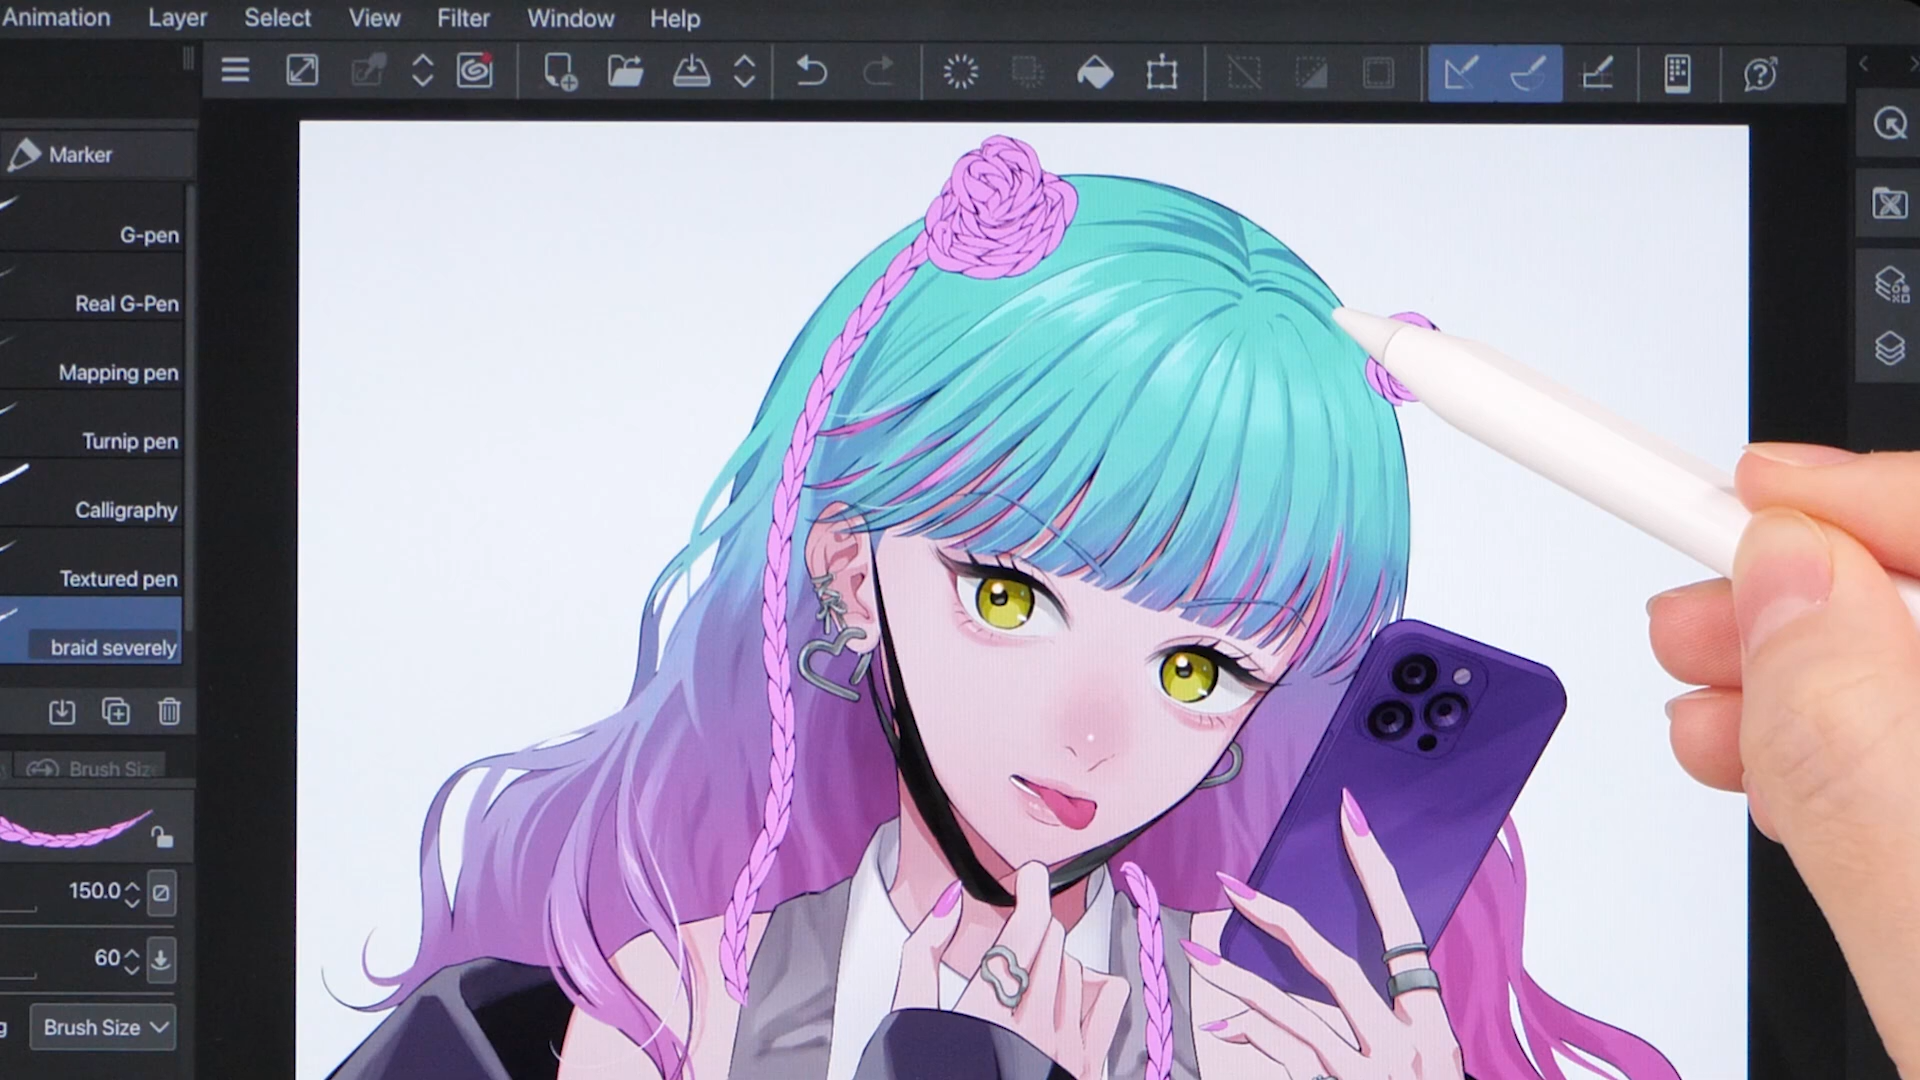 Animation Layer Select View Filter Window Help
Marker
G-pen
Real G-Pen
Mapping pen
Turnip pen
Calligraphy
Textured pen
braid severely
Brush Size
150.0
60
g Brush Size